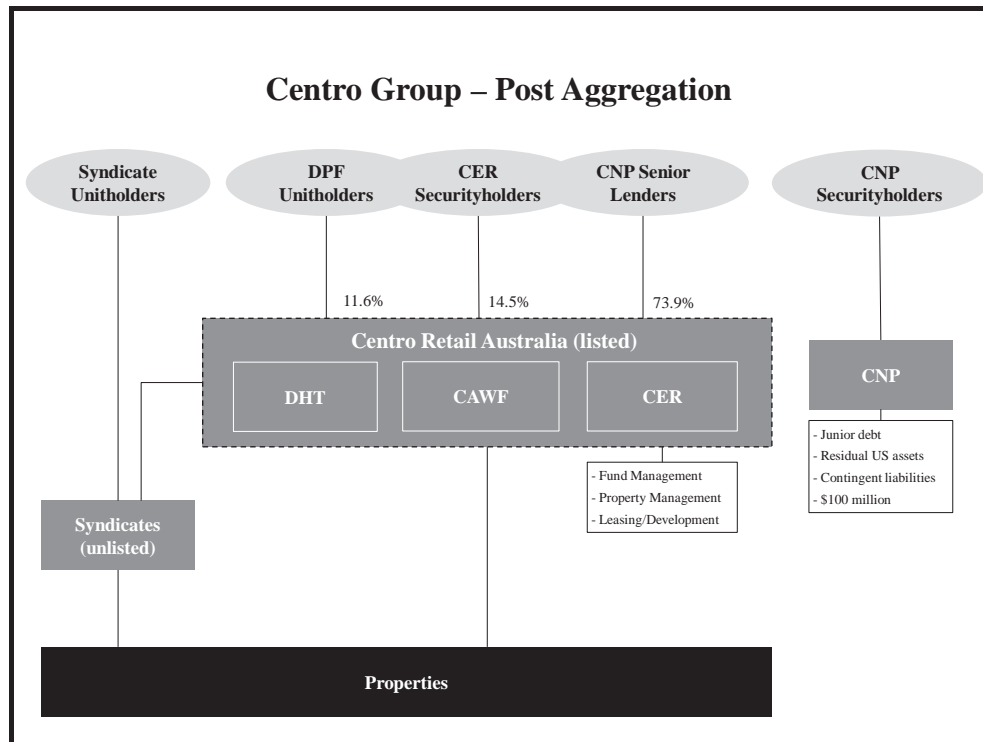 Centro Group – Post Aggregation
Syndicate
Unitholders
DPF
Unitholders
CER
Securityholders
CNP Senior
Lenders
CNP
Securityholders
11.6%
14.5%
73.9%
Centro Retail Australia (listed)
DHT
CAWF
CER
CNP
- Junior debt
- Residual US assets
- Contingent liabilities
- $100 million
- Fund Management
- Property Management
- Leasing/Development
Syndicates
(unlisted)
Properties